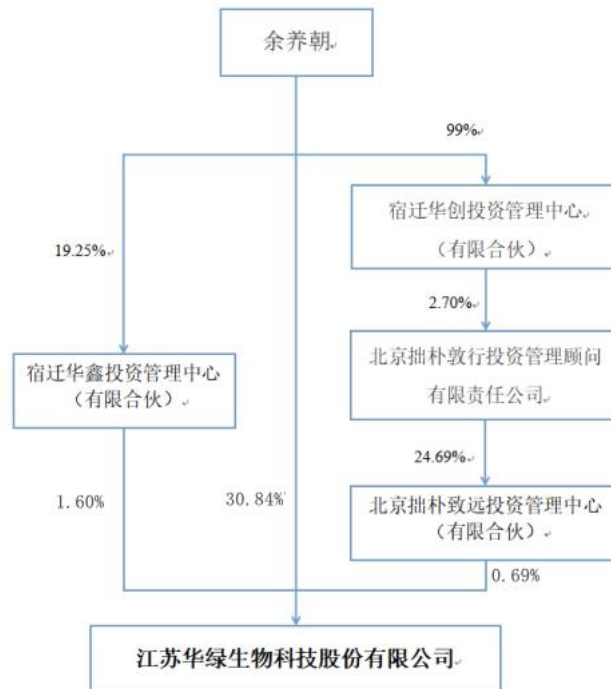 余养朝
99%
宿迁华创投资管理中心
（有限合伙）
19.25%
2.70%
宿迁华鑫投资管理中心
（有限合伙）
北京拙朴敦行投资管理顾问
有限责任公司
24.69%
1.60%
30.84%
北京拙朴致远投资管理中心
（有限合伙）
0.69%
江苏华绿生物科技股份有限公司